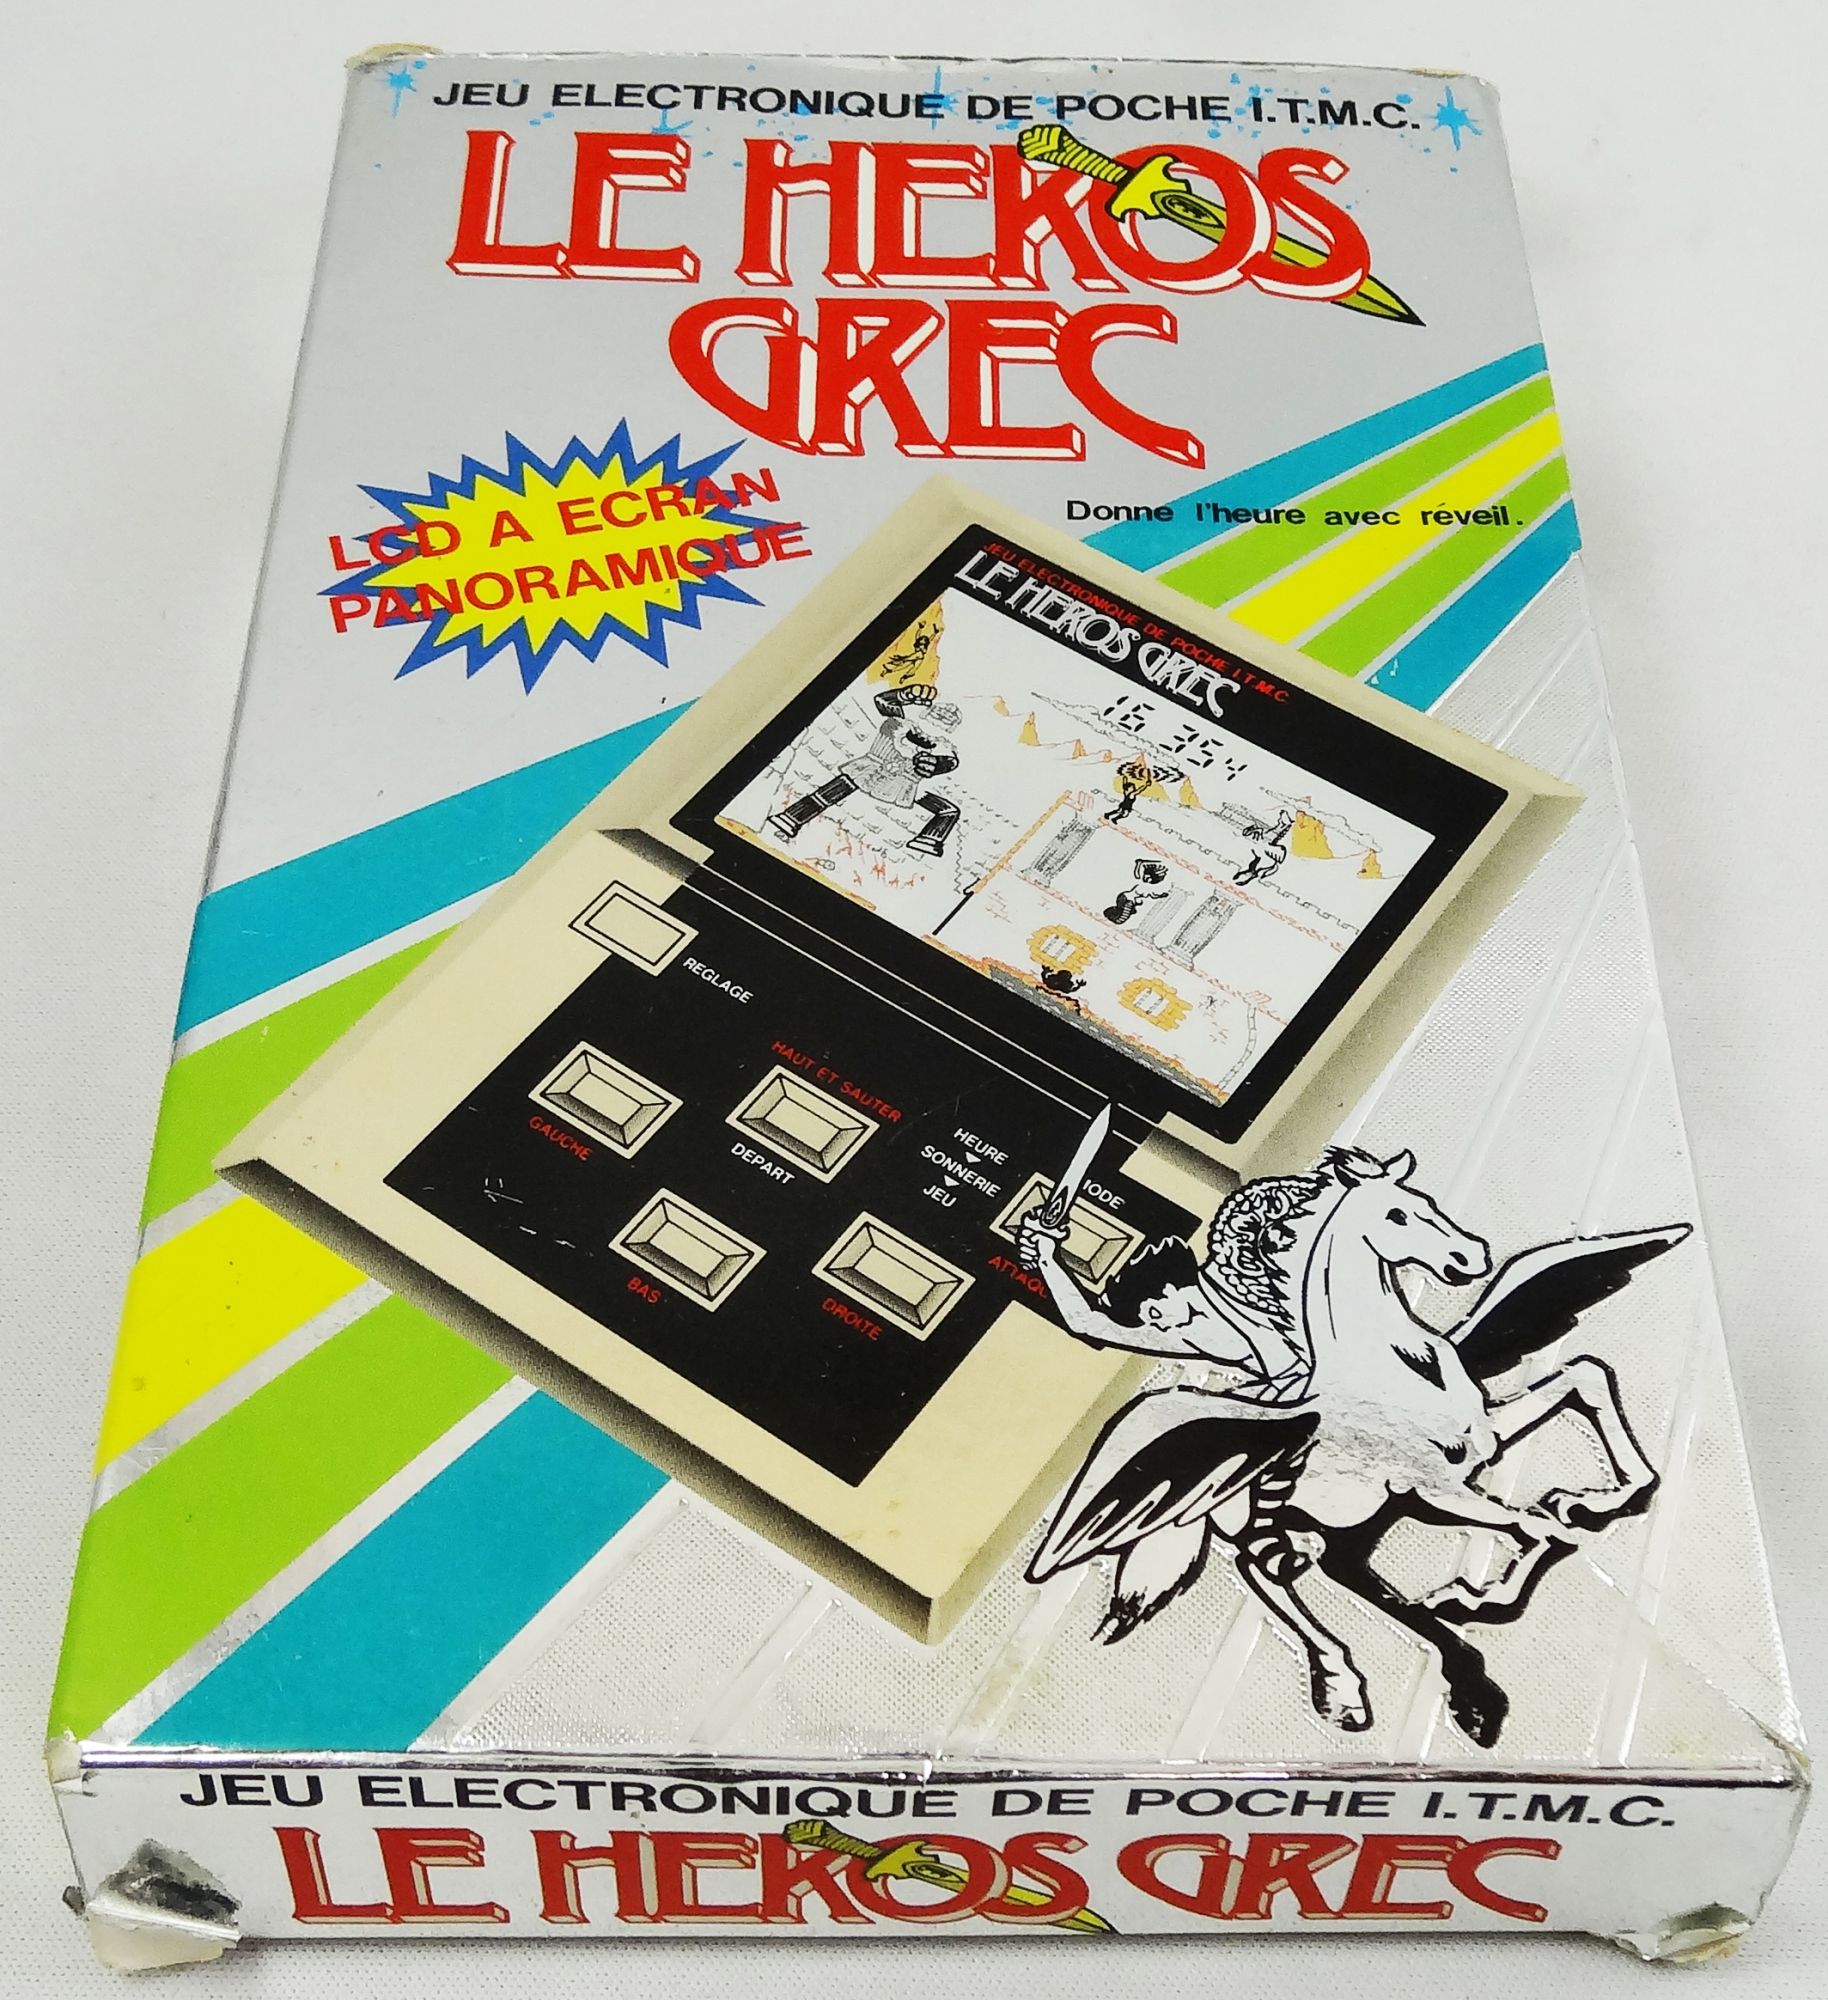 JEU ELECTRONIQUE DE POCHE I.T.M.C.
LE HEROS
GREC
LCD A ECRAN
PANORAMIQUE
Donne l'heure avec réveil.
JEU ELECTRONIQUE DE POCHE I.T.M.C.
LE HEROS GREC
16 35 54
REGLAGE
HAUT ET SAUTER
GAUCHE
DEPART
HEURE
SONNERIE
JEU
BAS
DROITE
JEU ELECTRONIQUE DE POCHE I.T.M.C.
LE HEROS GREC